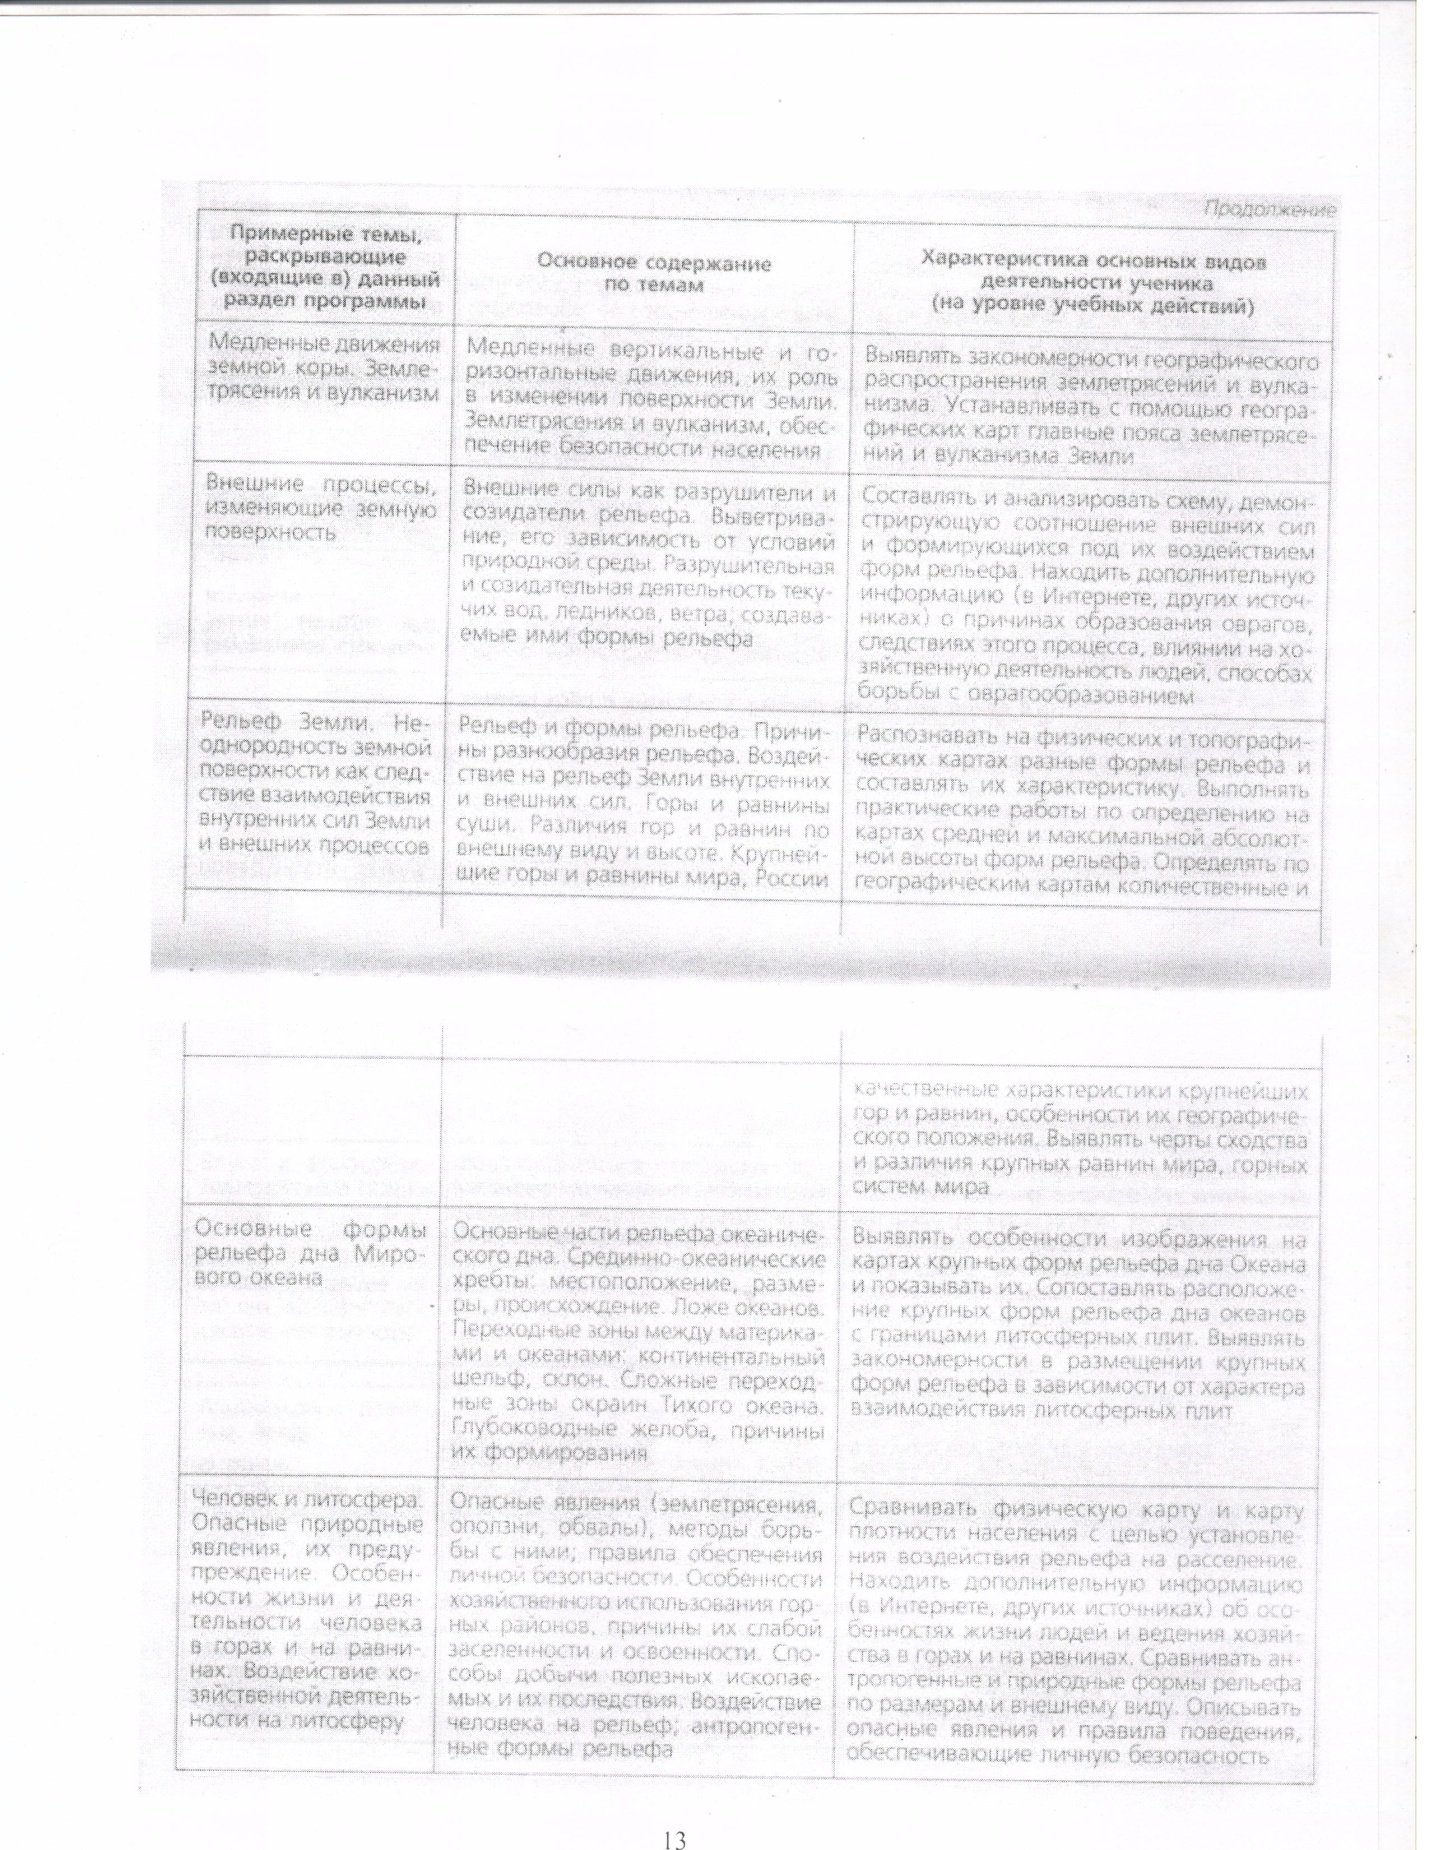 Продолжение
Примерные темы,
раскрывающие
(входящие в) данный
раздел программы
Основное содержание
по темам
Характеристика основных видов
деятельности ученика
(на уровне учебных действий)
Медленные движения
земной коры. Земле-
трясения и вулканизм
Медленные вертикальные и го-
ризонтальные движения, их роль
в изменении поверхности Земли.
Землетрясения и вулканизм, обес-
печение безопасности населения
Выявлять закономерности географического
распространения землетрясений и вулка-
низма. Устанавливать с помощью геогра-
фических карт главные пояса землетрясе-
ний и вулканизма Земли
Внешние процессы,
изменяющие земную
поверхность
Внешние силы как разрушители и
созидатели рельефа. Выветрива-
ние, его зависимость от условий
природной среды. Разрушительная
и созидательная деятельность теку-
чих вод, ледников, ветра, создава-
емые ими формы рельефа
Составлять и анализировать схему, демон-
стрирующую соотношение внешних сил
и формирующихся под их воздействием
форм рельефа. Находить дополнительную
информацию (в Интернете, других источ-
никах) о причинах образования оврагов,
следствиях этого процесса, влиянии на хо-
зяйственную деятельность людей, способах
борьбы с оврагообразованием
Рельеф Земли. Не-
однородность земной
поверхности как след-
ствие взаимодействия
внутренних сил Земли
и внешних процессов
Рельеф и формы рельефа. Причи-
ны разнообразия рельефа. Воздей-
ствие на рельеф Земли внутренних
и внешних сил. Горы и равнины
суши. Различия гор и равнин по
внешнему виду и высоте. Крупней-
шие горы и равнины мира, России
Распознавать на физических и топографи-
ческих картах разные формы рельефа и
составлять их характеристику. Выполнять
практические работы по определению на
картах средней и максимальной абсолют-
ной высоты форм рельефа. Определять по
географическим картам количественные и
качественные характеристики крупнейших
гор и равнин, особенности их географиче-
ского положения. Выявлять черты сходства
и различия крупных равнин мира, горных
систем мира
Основные формы
рельефа дна Миро-
вого океана
Основные части рельефа океаниче-
ского дна. Срединно-океанические
хребты: местоположение, разме-
ры, происхождение. Ложе океанов.
Переходные зоны между материка-
ми и океанами: континентальный
шельф, склон. Сложные переход-
ные зоны окраин Тихого океана.
Глубоководные желоба, причины
их формирования
Выявлять особенности изображения на
картах крупных форм рельефа дна Океана
и показывать их. Сопоставлять расположе-
ние крупных форм рельефа дна океанов
с границами литосферных плит. Выявлять
закономерности в размещении крупных
форм рельефа в зависимости от характера
взаимодействия литосферных плит
Человек и литосфера.
Опасные природные
явления, их преду-
преждение. Особен-
ности жизни и дея-
тельности человека
в горах и на равни-
нах. Воздействие хо-
зяйственной деятель-
ности на литосферу
Опасные явления (землетрясения,
оползни, обвалы), методы борь-
бы с ними; правила обеспечения
личной безопасности. Особенности
хозяйственного использования гор-
ных районов, причины их слабой
заселенности и освоенности. Спо-
собы добычи полезных ископае-
мых и их последствия. Воздействие
человека на рельеф; антропоген-
ные формы рельефа
Сравнивать физическую карту и карту
плотности населения с целью установле-
ния воздействия рельефа на расселение.
Находить дополнительную информацию
(в Интернете, других источниках) об осо-
бенностях жизни людей и ведения хозяй-
ства в горах и на равнинах. Сравнивать ан-
тропогенные и природные формы рельефа
по размерам и внешнему виду. Описывать
опасные явления и правила поведения,
обеспечивающие личную безопасность
13